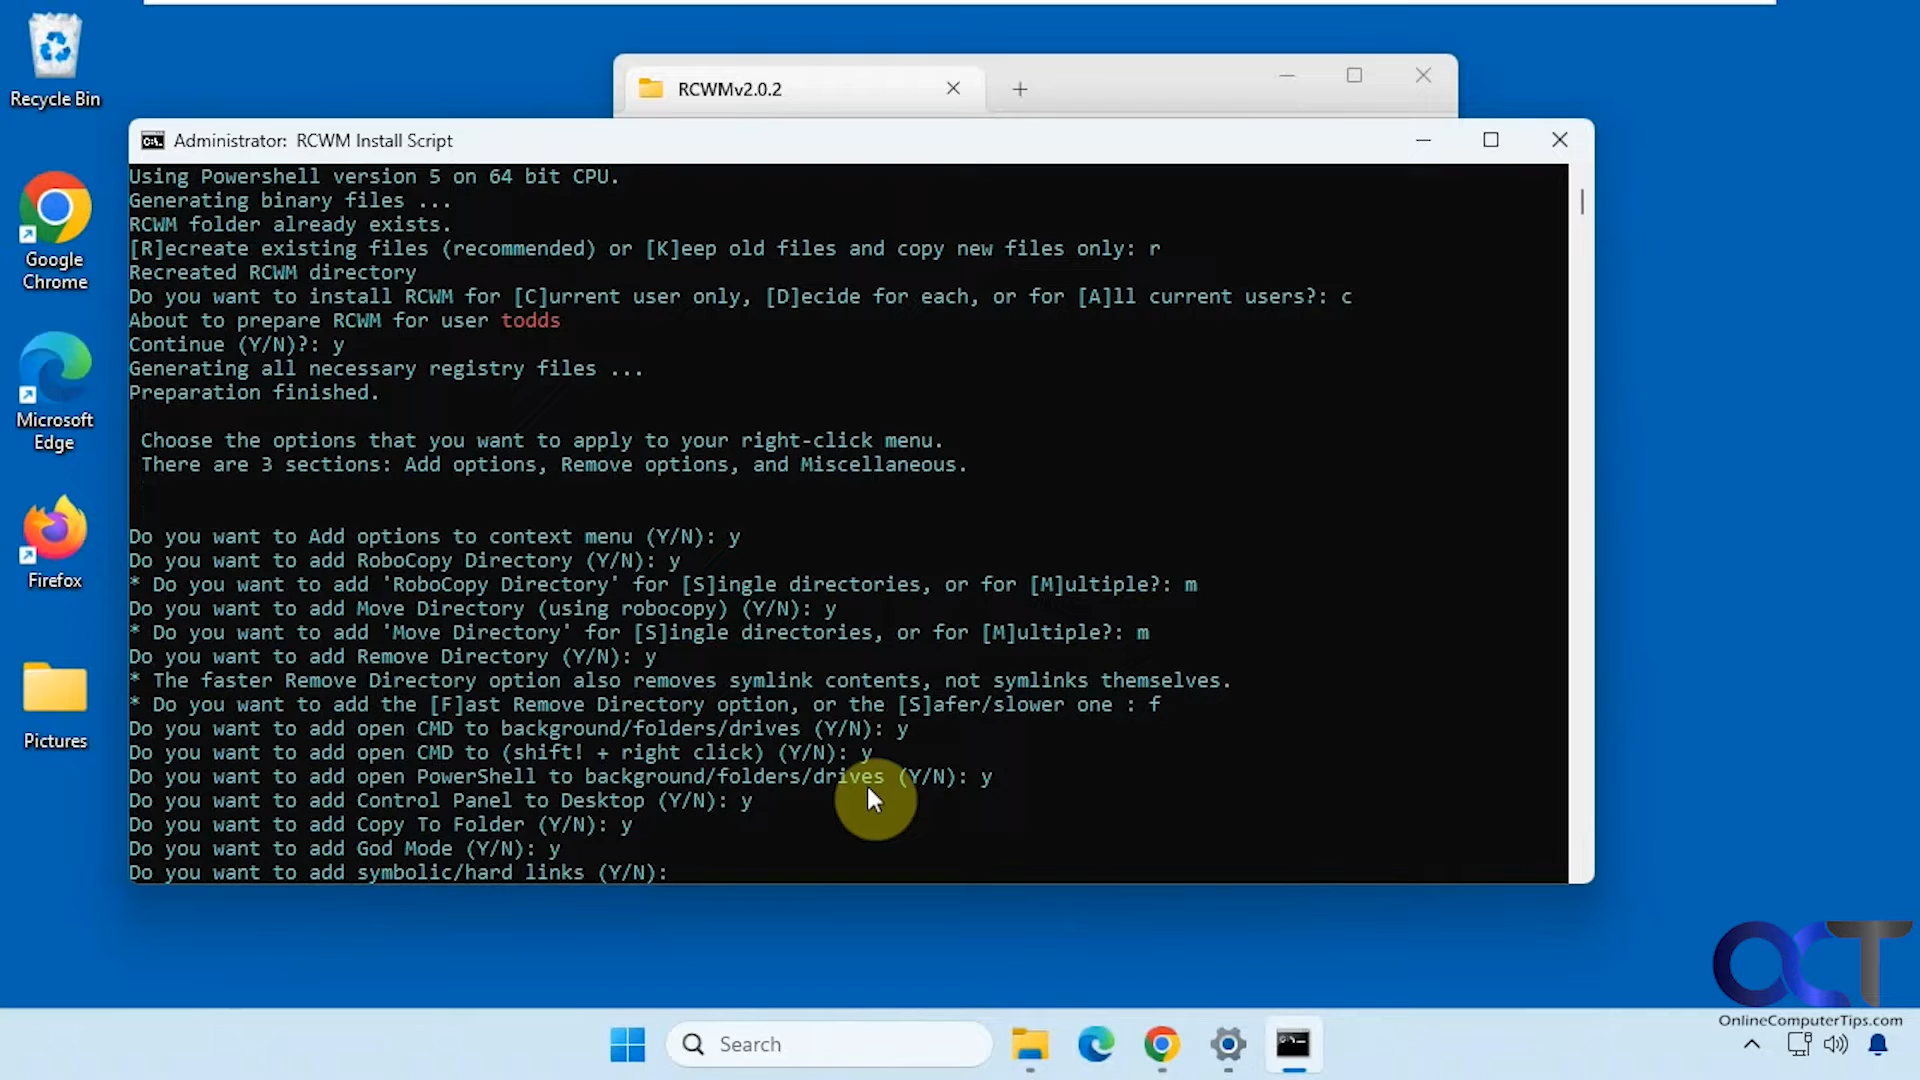 Recycle Bin
RCWMv2.0.2
Administrator: RCWM Install Script
Using Powershell version 5 on 64 bit CPU.
Generating binary files ...
RCWM folder already exists.
[R]ecreate existing files (recommended) or [K]eep old files and copy new files only: r
Recreated RCWM directory
Do you want to install RCWM for [C]urrent user only, [D]ecide for each, or for [A]ll current users?: c
About to prepare RCWM for user todds
Continue (Y/N)?: y
Generating all necessary registry files ...
Preparation finished.
Choose the options that you want to apply to your right-click menu.
There are 3 sections: Add options, Remove options, and Miscellaneous.
Do you want to Add options to context menu (Y/N): y
Do you want to add RoboCopy Directory (Y/N): y
* Do you want to add 'RoboCopy Directory' for [S]ingle directories, or for [M]ultiple?: m
Do you want to add Move Directory (using robocopy) (Y/N): y
* Do you want to add 'Move Directory' for [S]ingle directories, or for [M]ultiple?: m
Do you want to add Remove Directory (Y/N): y
* The faster Remove Directory option also removes symlink contents, not symlinks themselves.
* Do you want to add the [F]ast Remove Directory option, or the [S]afer/slower one : f
Do you want to add open CMD to background/folders/drives (Y/N): y
Do you want to add open CMD to (shift! + right click) (Y/N): y
Do you want to add open PowerShell to background/folders/drives (Y/N): y
Do you want to add Control Panel to Desktop (Y/N): y
Do you want to add Copy To Folder (Y/N): y
Do you want to add God Mode (Y/N): y
Do you want to add symbolic/hard links (Y/N):
Google
Chrome
Microsoft
Edge
Firefox
Pictures
OCT
OnlineComputerTips.com
Search